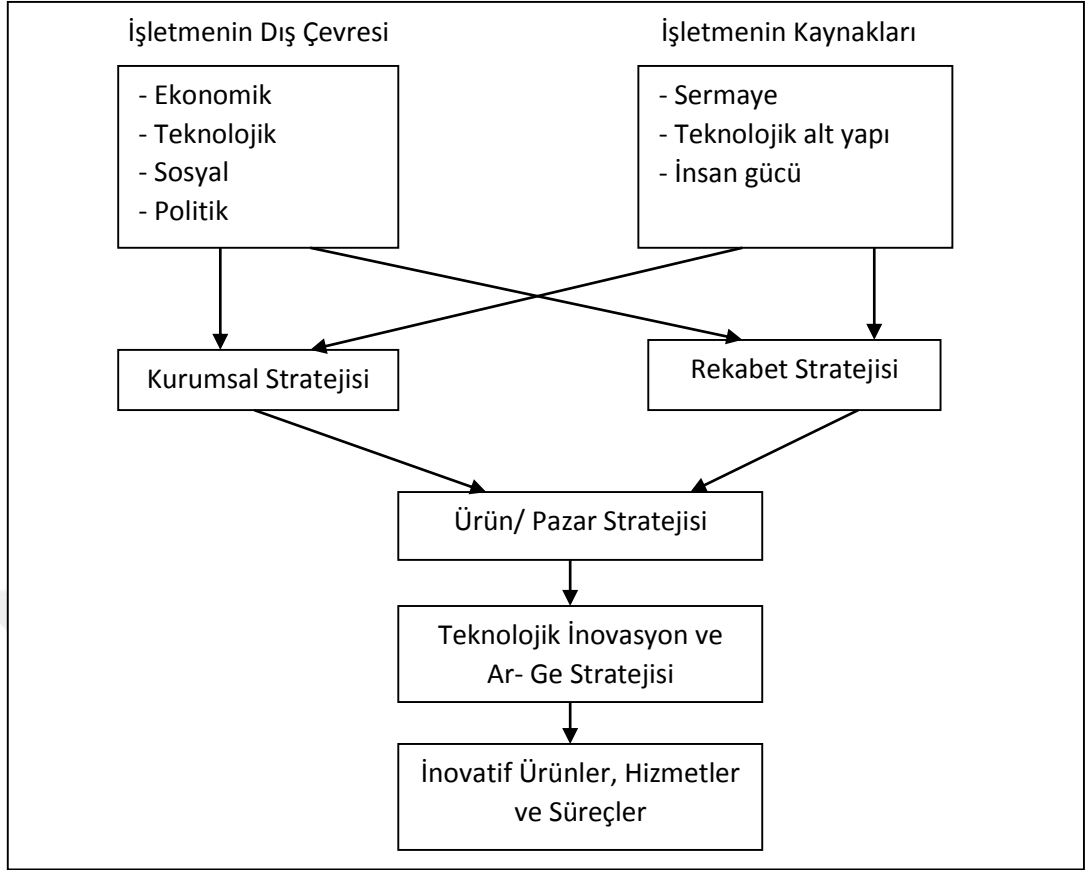 İşletmenin Dış Çevresi
- Ekonomik
- Teknolojik
- Sosyal
- Politik
İşletmenin Kaynakları
- Sermaye
- Teknolojik alt yapı
- İnsan gücü
Kurumsal Stratejisi
Rekabet Stratejisi
Ürün/ Pazar Stratejisi
Teknolojik İnovasyon ve
Ar- Ge Stratejisi
İnovatif Ürünler, Hizmetler
ve Süreçler